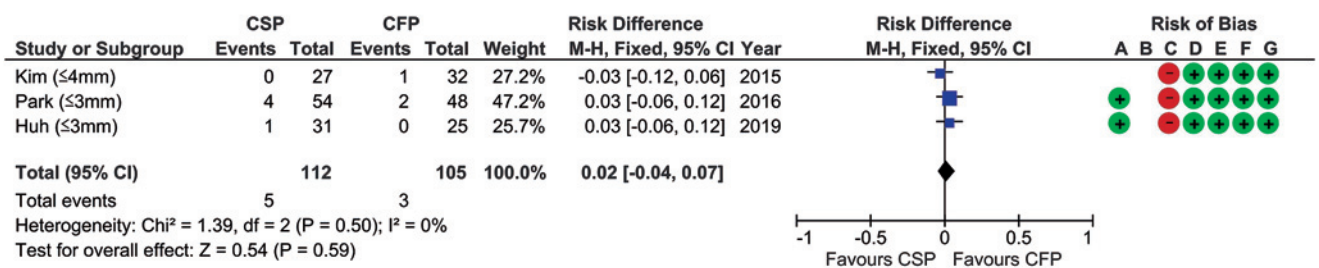 CSP CFP Risk Difference Risk Difference Risk of Bias
Study or Subgroup Events Total Events Total Weight M-H, Fixed, 95% CI Year M-H, Fixed, 95% CI A B C D E F G
Kim (≤4mm) 0 27 1 32 27.2% -0.03 [-0.12, 0.06] 2015 - + + + +
Park (≤3mm) 4 54 2 48 47.2% 0.03 [-0.06, 0.12] 2016 + - + + + +
Huh (≤3mm) 1 31 0 25 25.7% 0.03 [-0.06, 0.12] 2019 + - + + + +
Total (95% CI) 112 105 100.0% 0.02 [-0.04, 0.07]
Total events 5 3
Heterogeneity: Chi² = 1.39, df = 2 (P = 0.50); I² = 0%
Test for overall effect: Z = 0.54 (P = 0.59)
-1 -0.5 0 0.5 1
Favours CSP Favours CFP